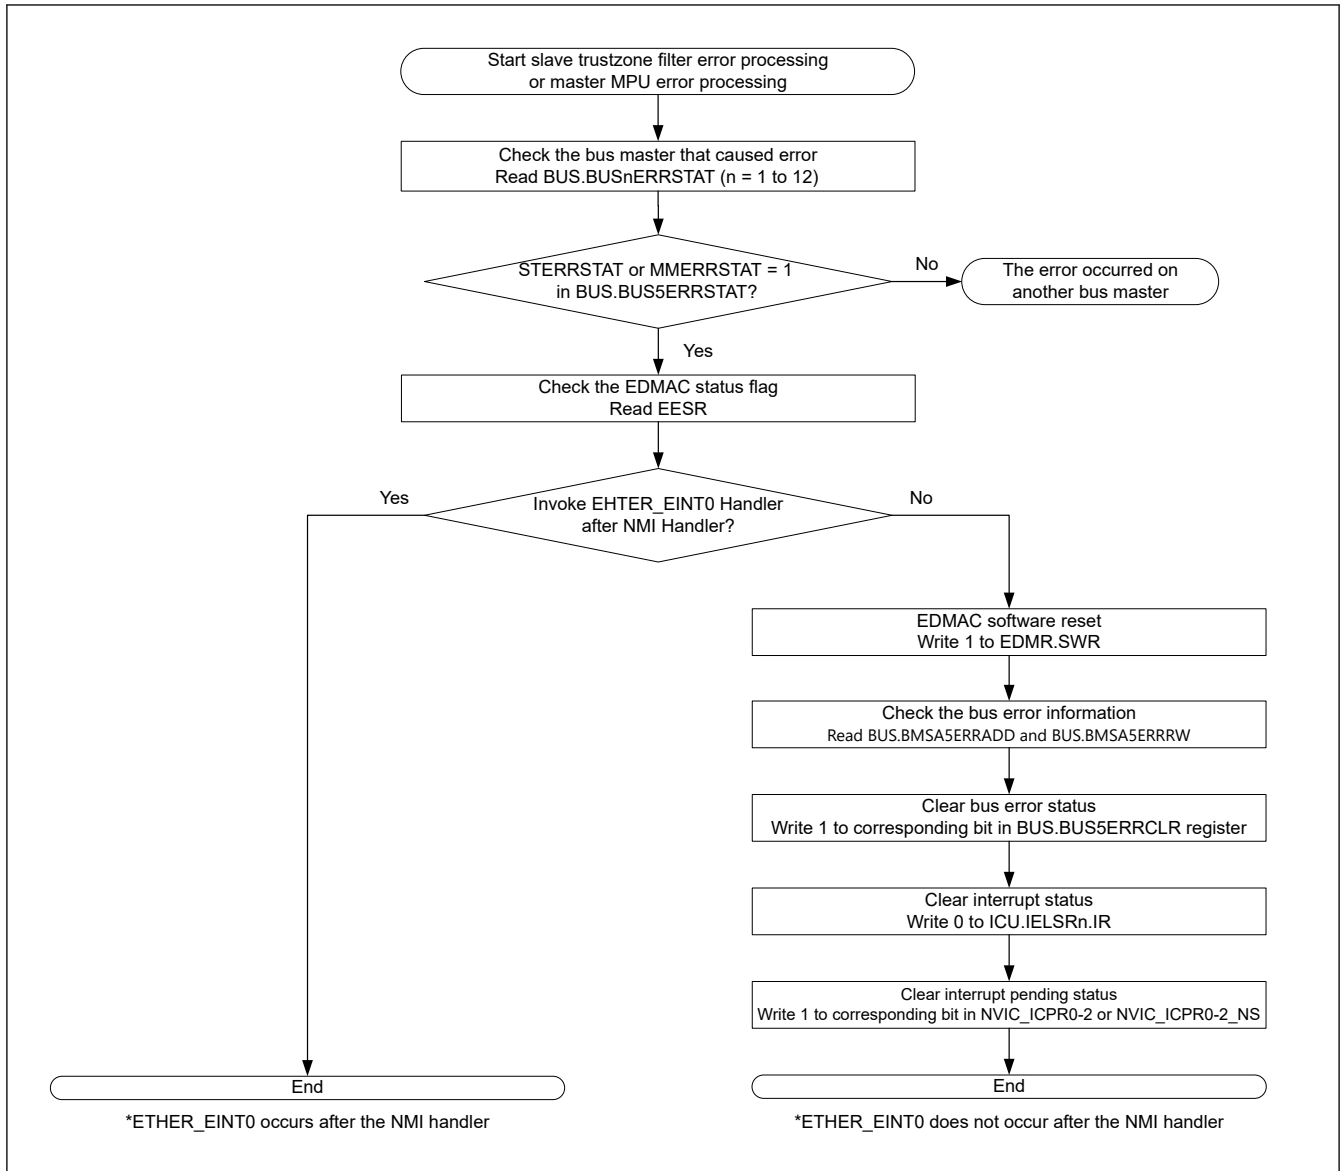 Start slave trustzone filter error processing
or master MPU error processing
Check the bus master that caused error
Read BUS.BUSnERRSTAT (n = 1 to 12)
STERRSTAT or MMERRSTAT = 1
in BUS.BUS5ERRSTAT?
No
The error occurred on
another bus master
Yes
Check the EDMAC status flag
Read EESR
Yes
Invoke EHTER_EINT0 Handler
after NMI Handler?
No
EDMAC software reset
Write 1 to EDMR.SWR
Check the bus error information
Read BUS.BMSA5ERRADD and BUS.BMSA5ERRRW
Clear bus error status
Write 1 to corresponding bit in BUS.BUS5ERRCLR register
Clear interrupt status
Write 0 to ICU.IELSRn.IR
Clear interrupt pending status
Write 1 to corresponding bit in NVIC_ICPR0-2 or NVIC_ICPR0-2_NS
End
*ETHER_EINT0 occurs after the NMI handler
End
*ETHER_EINT0 does not occur after the NMI handler